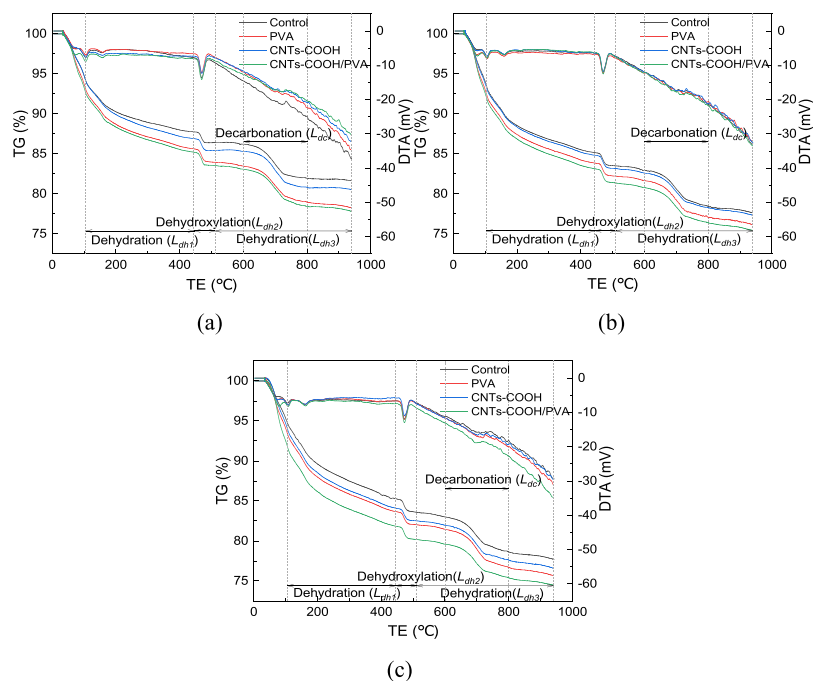 Control
PVA
CNTs-COOH
CNTs-COOH/PVA
100
95
90
85
80
75
TG (%)
0
-10
-20
-30
-40
-50
-60
DTA (mV)
Decarbonation (Ldc)
Dehydroxylation(Ldh2)
Dehydration (Ldh1)
Dehydration(Ldh3)
0 200 400 600 800 1000
TE (℃)
(a)
Control
PVA
CNTs-COOH
CNTs-COOH/PVA
100
95
90
85
80
75
TG (%)
0
-10
-20
-30
-40
-50
-60
DTA (mV)
Decarbonation (Ldc)
Dehydroxylation(Ldh2)
Dehydration (Ldh1)
Dehydration(Ldh3)
0 200 400 600 800 1000
TE (℃)
(b)
Control
PVA
CNTs-COOH
CNTs-COOH/PVA
100
95
90
85
80
75
TG (%)
0
-10
-20
-30
-40
-50
-60
DTA (mV)
Decarbonation (Ldc)
Dehydroxylation(Ldh2)
Dehydration (Ldh1)
Dehydration(Ldh3)
0 200 400 600 800 1000
TE (℃)
(c)